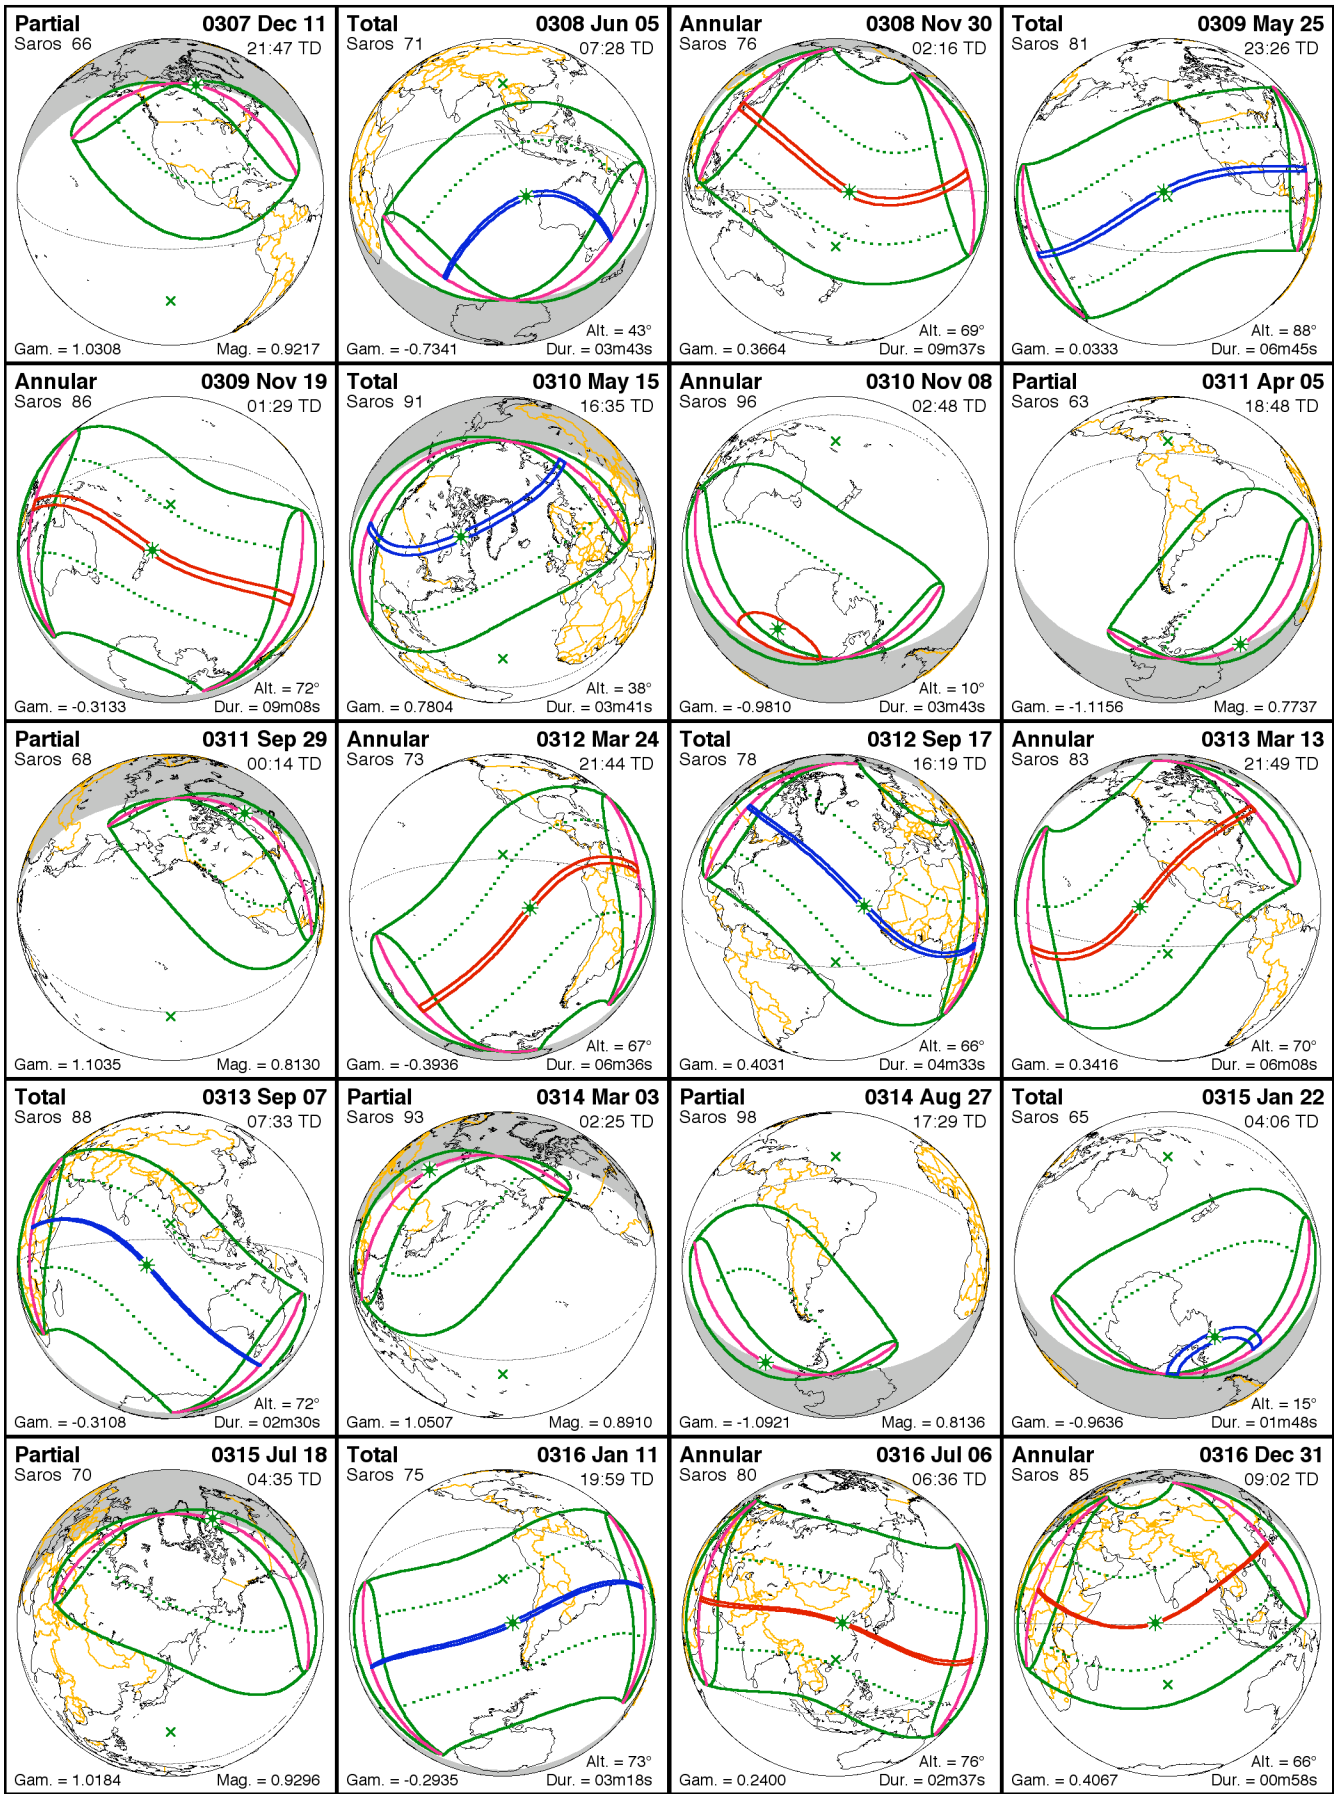 Partial 0307 Dec 11
Saros 66 21:47 TD
Gam. = 1.0308 Mag. = 0.9217
Total 0308 Jun 05
Saros 71 07:28 TD
Alt. = 43°
Gam. = -0.7341 Dur. = 03m43s
Annular 0308 Nov 30
Saros 76 02:16 TD
Alt. = 69°
Gam. = 0.3664 Dur. = 09m37s
Total 0309 May 25
Saros 81 23:26 TD
Alt. = 88°
Gam. = 0.0333 Dur. = 06m45s
Annular 0309 Nov 19
Saros 86 01:29 TD
Alt. = 72°
Gam. = -0.3133 Dur. = 09m08s
Total 0310 May 15
Saros 91 16:35 TD
Alt. = 38°
Gam. = 0.7804 Dur. = 03m41s
Annular 0310 Nov 08
Saros 96 02:48 TD
Alt. = 10°
Gam. = -0.9810 Dur. = 03m43s
Partial 0311 Apr 05
Saros 63 18:48 TD
Gam. = -1.1156 Mag. = 0.7737
Partial 0311 Sep 29
Saros 68 00:14 TD
Gam. = 1.1035 Mag. = 0.8130
Annular 0312 Mar 24
Saros 73 21:44 TD
Alt. = 67°
Gam. = -0.3936 Dur. = 06m36s
Total 0312 Sep 17
Saros 78 16:19 TD
Alt. = 66°
Gam. = 0.4031 Dur. = 04m33s
Annular 0313 Mar 13
Saros 83 21:49 TD
Alt. = 70°
Gam. = 0.3416 Dur. = 06m08s
Total 0313 Sep 07
Saros 88 07:33 TD
Alt. = 72°
Gam. = -0.3108 Dur. = 02m30s
Partial 0314 Mar 03
Saros 93 02:25 TD
Gam. = 1.0507 Mag. = 0.8910
Partial 0314 Aug 27
Saros 98 17:29 TD
Gam. = -1.0921 Mag. = 0.8136
Total 0315 Jan 22
Saros 65 04:06 TD
Alt. = 15°
Gam. = -0.9636 Dur. = 01m48s
Partial 0315 Jul 18
Saros 70 04:35 TD
Gam. = 1.0184 Mag. = 0.9296
Total 0316 Jan 11
Saros 75 19:59 TD
Alt. = 73°
Gam. = -0.2935 Dur. = 03m18s
Annular 0316 Jul 06
Saros 80 06:36 TD
Alt. = 76°
Gam. = 0.2400 Dur. = 02m37s
Annular 0316 Dec 31
Saros 85 09:02 TD
Alt. = 66°
Gam. = 0.4067 Dur. = 00m58s